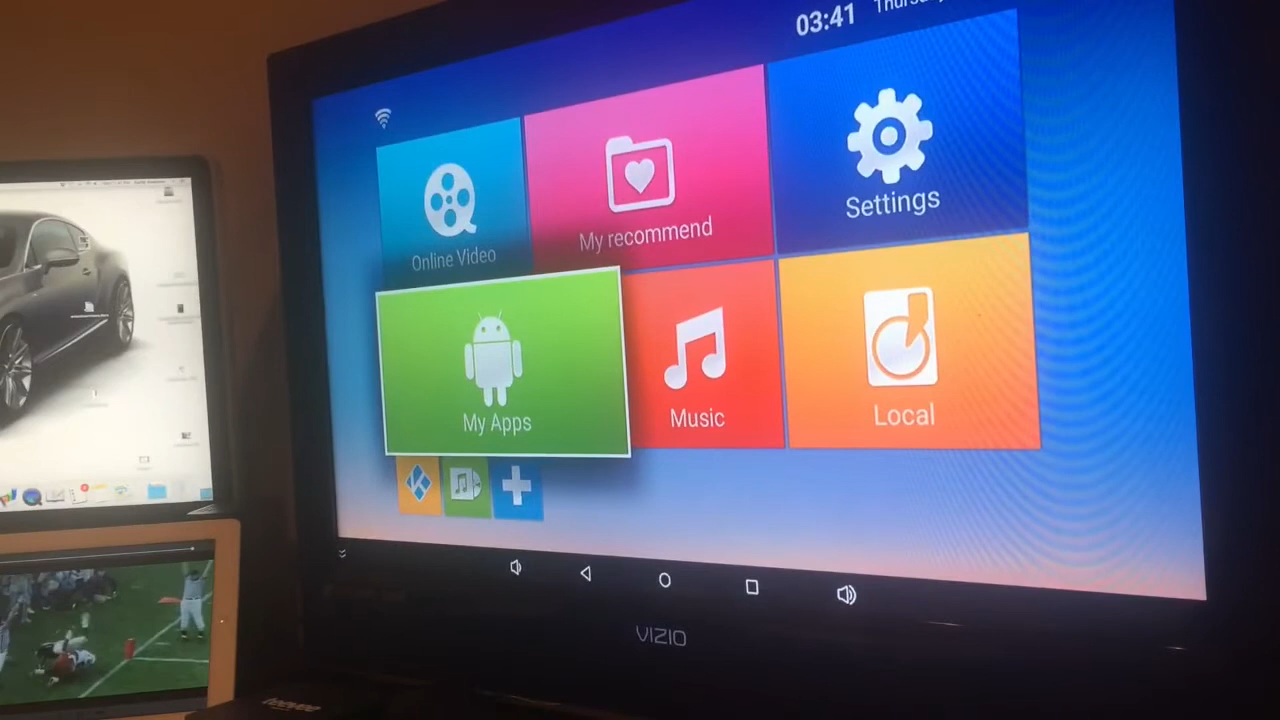 03:41
Online Video
My recommend
Settings
My Apps
Music
Local
VIZIO